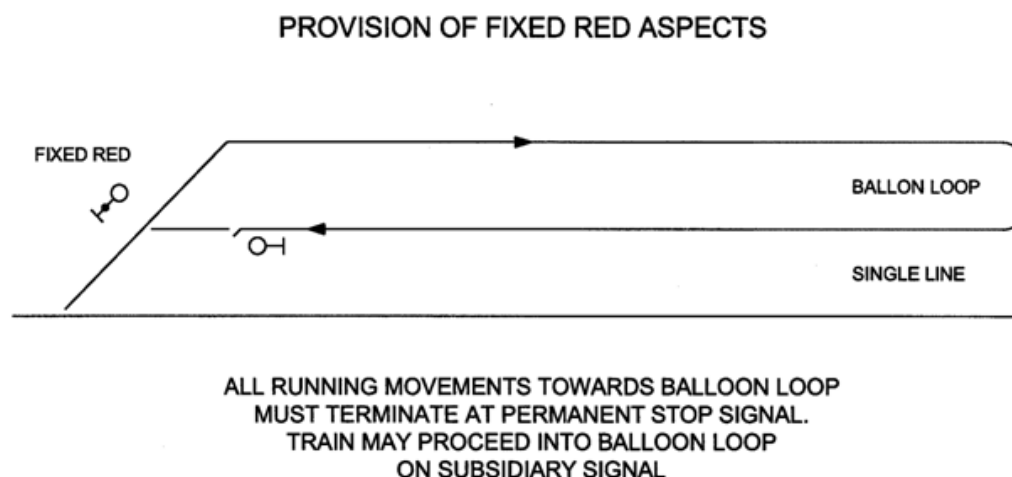 PROVISION OF FIXED RED ASPECTS
FIXED RED
BALLON LOOP
SINGLE LINE
ALL RUNNING MOVEMENTS TOWARDS BALLOON LOOP
MUST TERMINATE AT PERMANENT STOP SIGNAL.
TRAIN MAY PROCEED INTO BALLOON LOOP
ON SUBSIDIARY SIGNAL